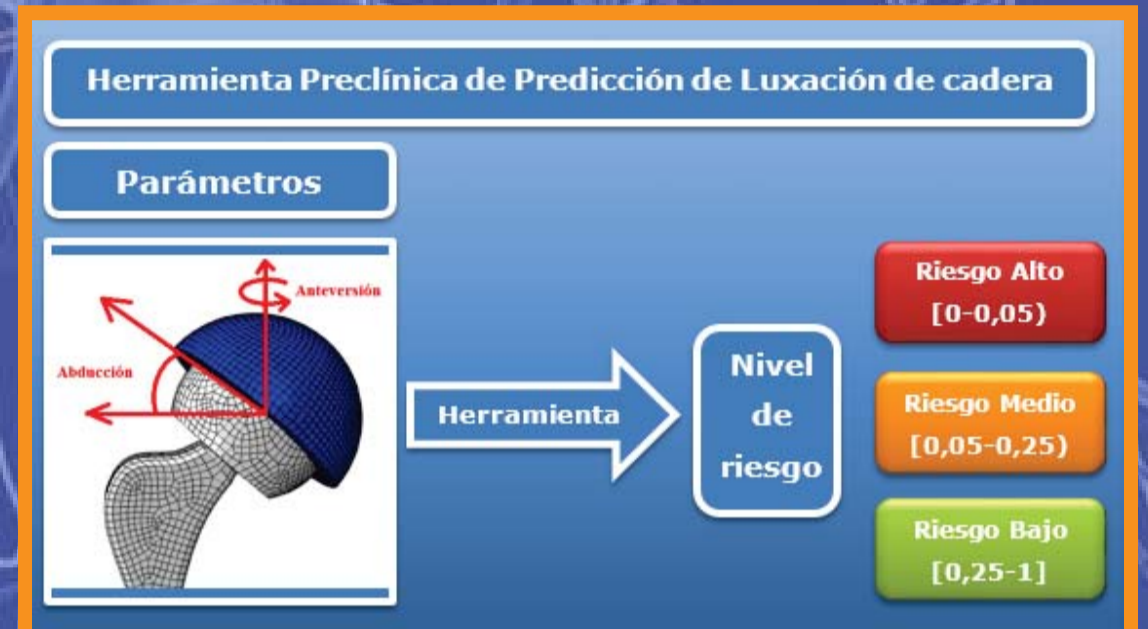 Herramienta Preclínica de Predicción de Luxación de cadera
Parámetros
Anteversión
Abducción
Herramienta
Nivel
de
riesgo
Riesgo Alto
[0-0,05)
Riesgo Medio
[0,05-0,25)
Riesgo Bajo
[0,25-1]